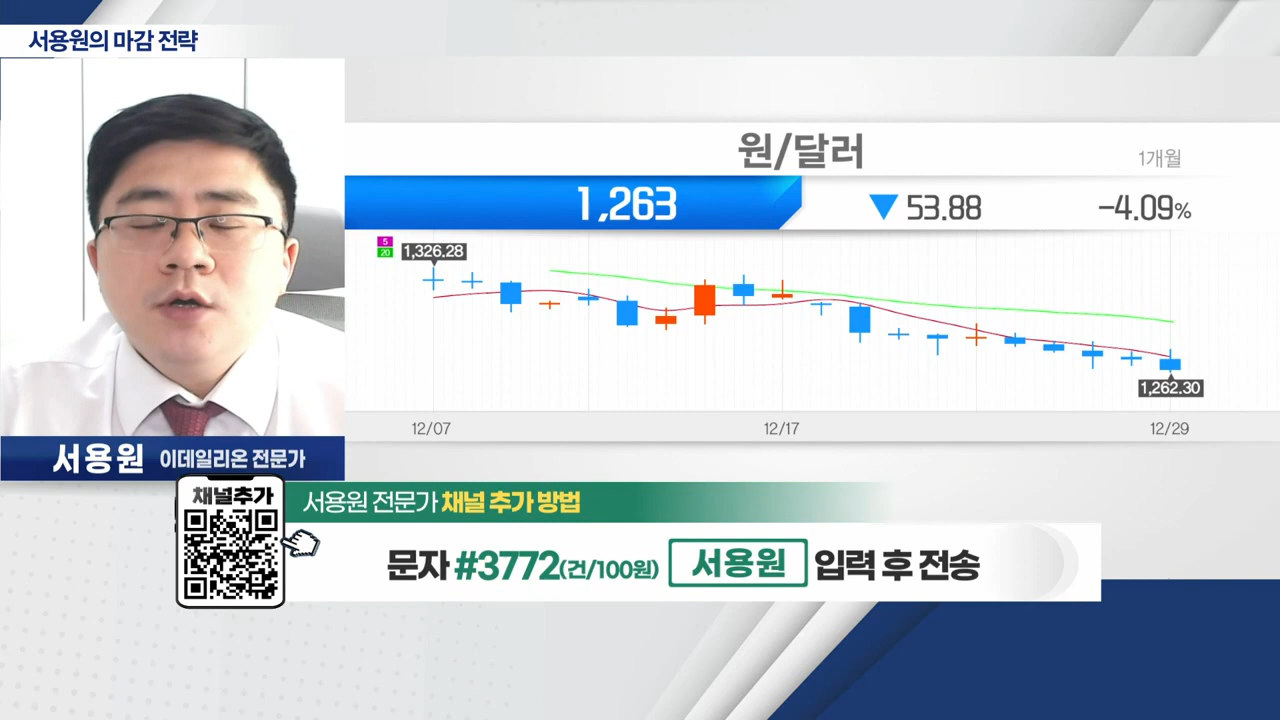 서용원의 마감 전략
원/달러
1개월
1,263
▼ 53.88
-4.09%
5
20
1,326.28
1,262.30
12/07
12/17
12/29
서용원 이데일리온 전문가
채널추가
서용원 전문가 채널 추가 방법
문자 #3772(건/100원) 서용원 입력 후 전송